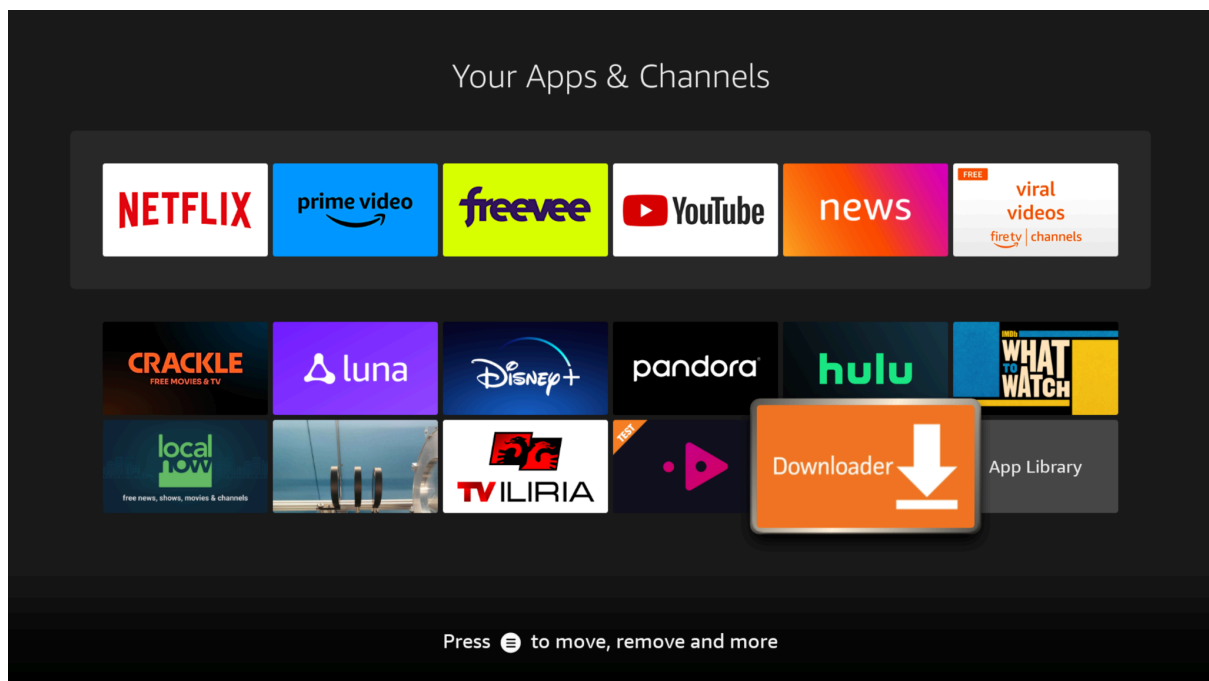 Your Apps & Channels
NETFLIX
prime video
freevee
YouTube
news
FREE
viral
videos
firetv | channels
CRACKLE
FREE MOVIES & TV
luna
Disney+
pandora
hulu
IMDb
WHAT
TO
WATCH
local
now
free news, shows, movies & channels
TVILIRIA
TEST
Downloader
App Library
Press to move, remove and more